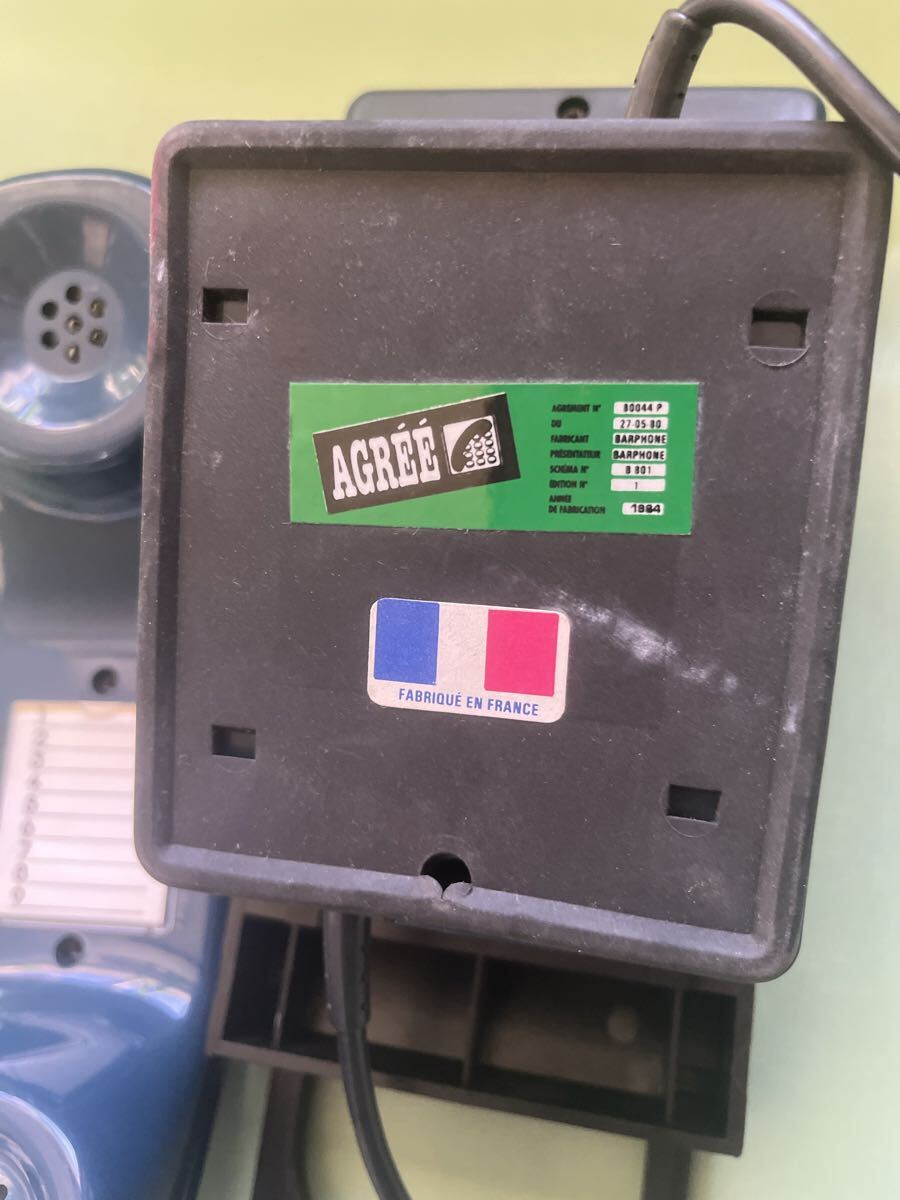 AGRÉÉ
AGREMENT N° 80044 P
DU 27-05-80
FABRICANT BARPHONE
PRÉSENTATEUR BARPHONE
SCHÉMA N° B 801
ÉDITION N° 1
ANNÉE
DE FABRICATION 1984
FABRIQUÉ EN FRANCE